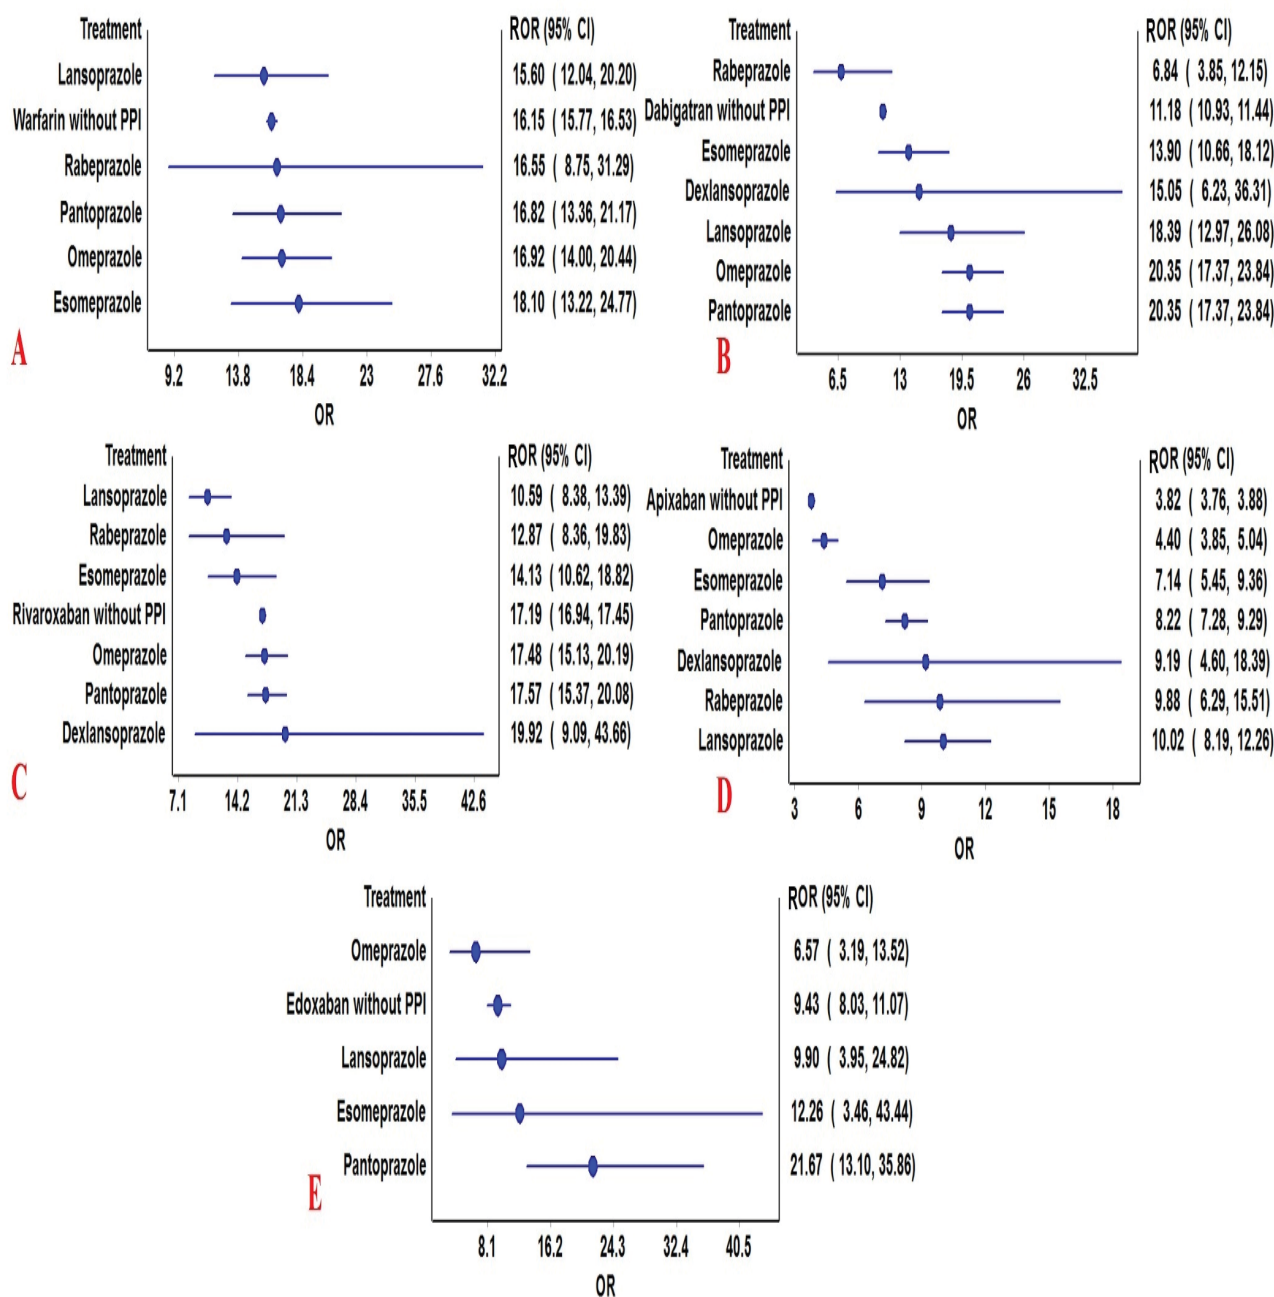 Treatment ROR (95% CI)
Lansoprazole 15.60 ( 12.04, 20.20)
Warfarin without PPI 16.15 ( 15.77, 16.53)
Rabeprazole 16.55 ( 8.75, 31.29)
Pantoprazole 16.82 ( 13.36, 21.17)
Omeprazole 16.92 ( 14.00, 20.44)
Esomeprazole 18.10 ( 13.22, 24.77)
A
9.2 13.8 18.4 23 27.6 32.2
OR
Treatment ROR (95% CI)
Rabeprazole 6.84 ( 3.85, 12.15)
Dabigatran without PPI 11.18 ( 10.93, 11.44)
Esomeprazole 13.90 ( 10.66, 18.12)
Dexlansoprazole 15.05 ( 6.23, 36.31)
Lansoprazole 18.39 ( 12.97, 26.08)
Omeprazole 20.35 ( 17.37, 23.84)
Pantoprazole 20.35 ( 17.37, 23.84)
B
6.5 13 19.5 26 32.5
OR
Treatment ROR (95% CI)
Lansoprazole 10.59 ( 8.38, 13.39)
Rabeprazole 12.87 ( 8.36, 19.83)
Esomeprazole 14.13 ( 10.62, 18.82)
Rivaroxaban without PPI 17.19 ( 16.94, 17.45)
Omeprazole 17.48 ( 15.13, 20.19)
Pantoprazole 17.57 ( 15.37, 20.08)
Dexlansoprazole 19.92 ( 9.09, 43.66)
C
7.1 14.2 21.3 28.4 35.5 42.6
OR
Treatment ROR (95% CI)
Apixaban without PPI 3.82 ( 3.76, 3.88)
Omeprazole 4.40 ( 3.85, 5.04)
Esomeprazole 7.14 ( 5.45, 9.36)
Pantoprazole 8.22 ( 7.28, 9.29)
Dexlansoprazole 9.19 ( 4.60, 18.39)
Rabeprazole 9.88 ( 6.29, 15.51)
Lansoprazole 10.02 ( 8.19, 12.26)
D
3 6 9 12 15 18
OR
Treatment ROR (95% CI)
Omeprazole 6.57 ( 3.19, 13.52)
Edoxaban without PPI 9.43 ( 8.03, 11.07)
Lansoprazole 9.90 ( 3.95, 24.82)
Esomeprazole 12.26 ( 3.46, 43.44)
Pantoprazole 21.67 ( 13.10, 35.86)
E
8.1 16.2 24.3 32.4 40.5
OR